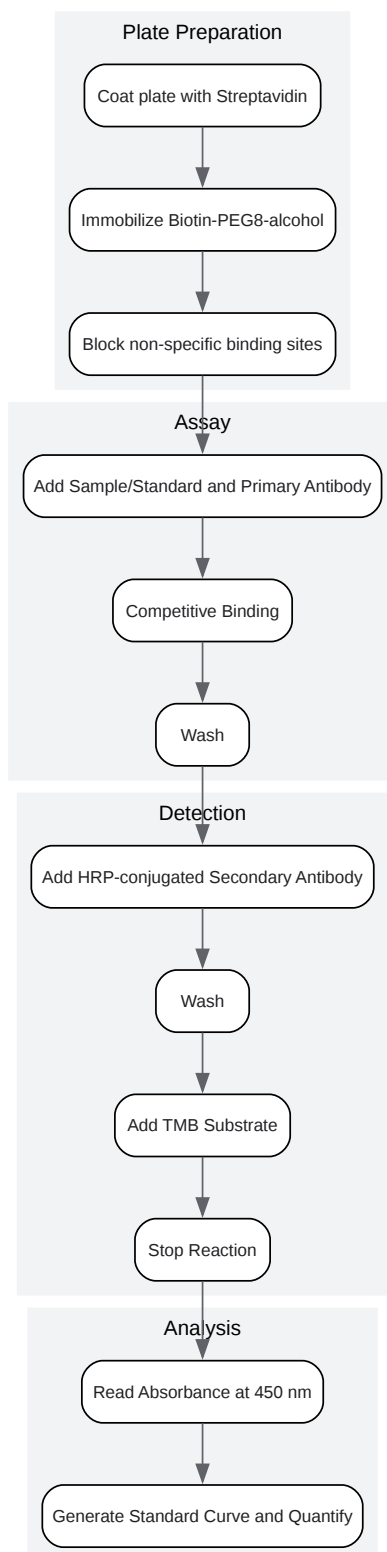 Plate Preparation
Coat plate with Streptavidin
Immobilize Biotin-PEG8-alcohol
Block non-specific binding sites
Assay
Add Sample/Standard and Primary Antibody
Competitive Binding
Wash
Detection
Add HRP-conjugated Secondary Antibody
Wash
Add TMB Substrate
Stop Reaction
Analysis
Read Absorbance at 450 nm
Generate Standard Curve and Quantify